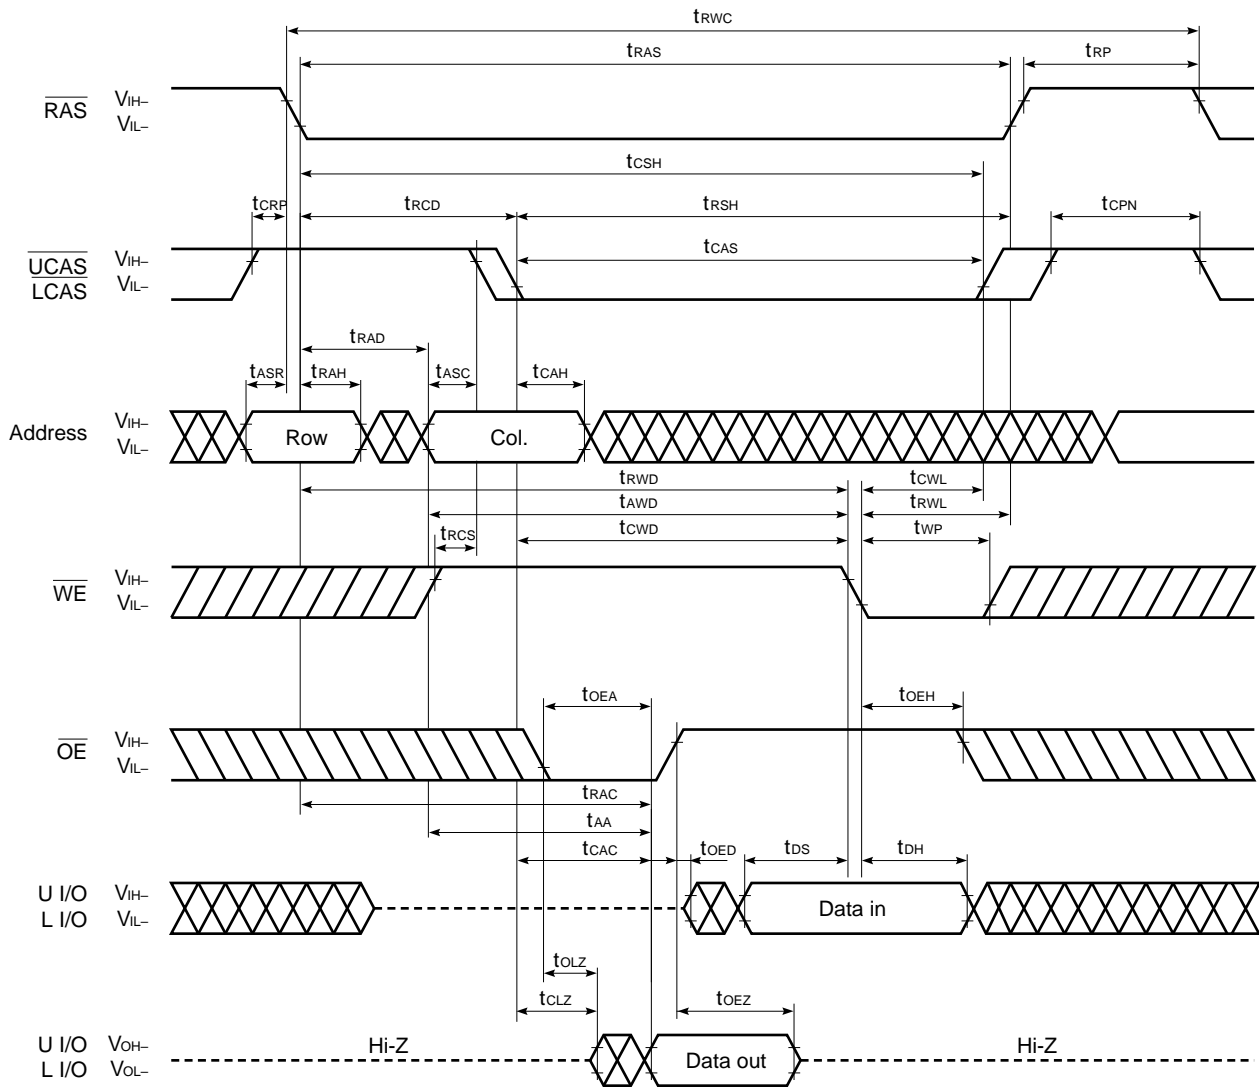 tRWC
tRAS
tRP
RAS
VIH–
VIL–
tCSH
tCRP
tRCD
tRSH
tCPN
tCAS
UCAS
LCAS
VIH–
VIL–
tRAD
tASR
tRAH
tASC
tCAH
Address
VIH–
VIL–
Row
Col.
tRWD
tCWL
tAWD
tRWL
tRCS
tCWD
tWP
WE
VIH–
VIL–
tOEA
tOEH
OE
VIH–
VIL–
tRAC
tAA
tCAC
tOED
tDS
tDH
U I/O
L I/O
VIH–
VIL–
Data in
tOLZ
tCLZ
tOEZ
U I/O
L I/O
VOH–
VOL–
Hi-Z
Data out
Hi-Z